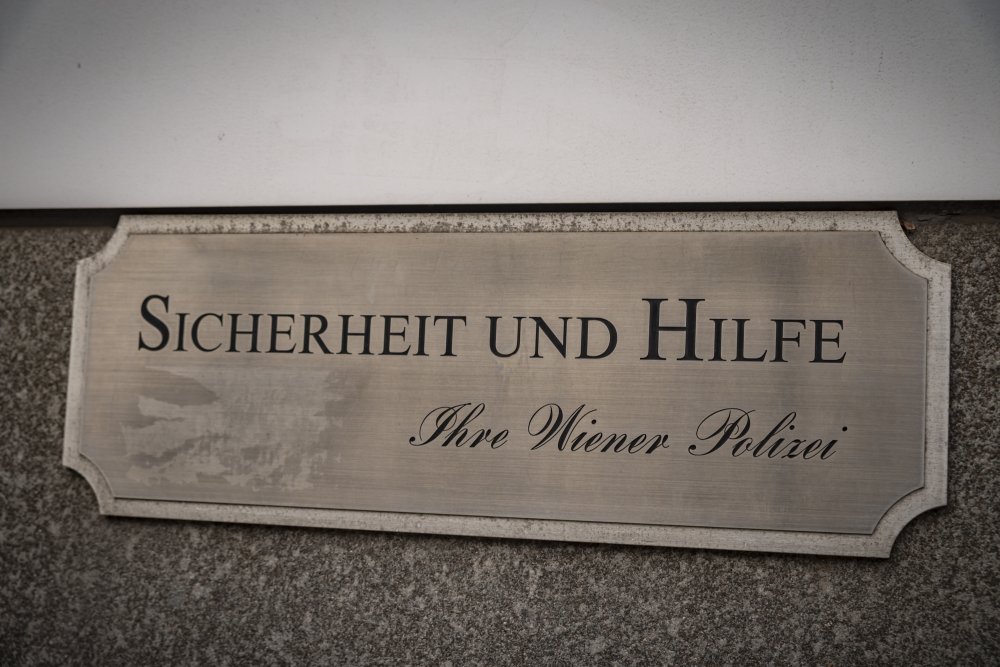 SICHERHEIT UND HILFE
Ihre Wiener Polizei